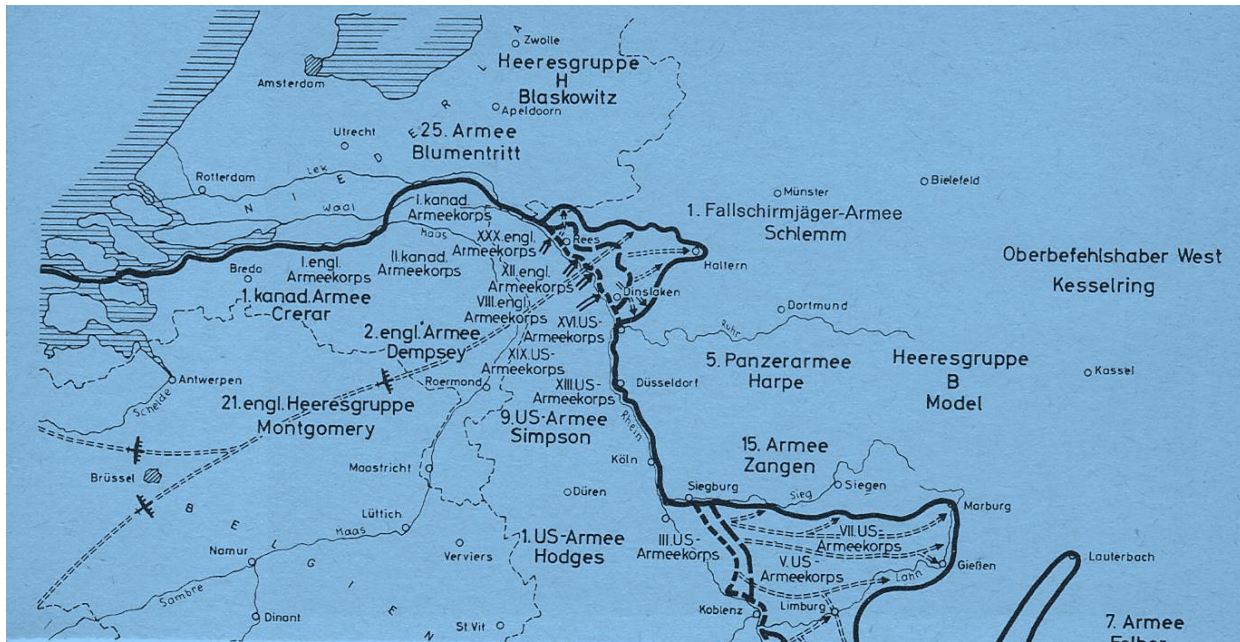 Zwolle
Heeresgruppe
H
Blaskowitz
Amsterdam
Apeldoorn
Utrecht
25. Armee
Blumentritt
NIEDERLA
Rotterdam
Lek
Waal
Maas
I.kanad.
Armeekorps
Münster
Bielefeld
1. Fallschirmjäger-Armee
Schlemm
XXX.engl.
Armeekorps
Rees
Haltern
Oberbefehlshaber West
Kesselring
Breda
I.engl.
Armeekorps
II.kanad.
Armeekorps
XII.engl.
Armeekorps
1.kanad.Armee
Crerar
VIII.engl.
Armeekorps
Dinslaken
Dortmund
XVI.US-
Armeekorps
Ruhr
2.engl.Armee
Dempsey
XIX.US-
Armeekorps
5. Panzerarmee
Harpe
Heeresgruppe
B
Model
Kassel
Antwerpen
Schelde
Roermond
XIII.US-
Armeekorps
Düsseldorf
21.engl.Heeresgruppe
Montgomery
9.US-Armee
Simpson
Rhein
15. Armee
Zangen
Brüssel
Maastricht
Köln
Düren
Siegburg
Sieg
Siegen
Marburg
BELGIEN
Lüttich
Maas
1.US-Armee
Hodges
III.US-
Armeekorps
VII.US-
Armeekorps
Namur
Verviers
V.US-
Armeekorps
Gießen
Lauterbach
Lahn
Sambre
Dinant
St.Vit
Koblenz
Limburg
7. Armee
Felber